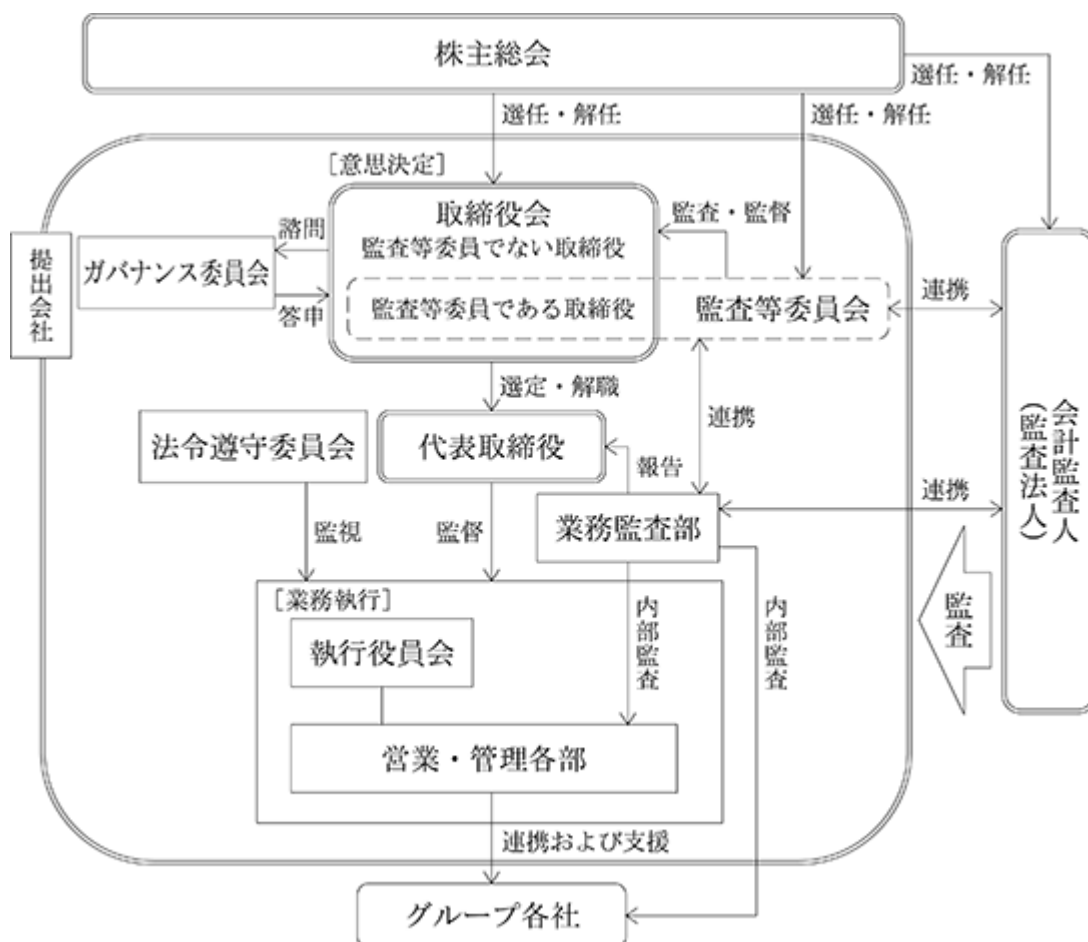 株主総会
選任・解任
選任・解任
選任・解任
[意思決定]
取締役会
監査等委員でない取締役
監査等委員である取締役
監査・監督
監査等委員会
諮問
ガバナンス委員会
答申
提出会社
連携
選定・解職
連携
法令遵守委員会
代表取締役
報告
業務監査部
連携
会計監査人
(監査法人)
監視
監督
監査
[業務執行]
執行役員会
内部監査
内部監査
営業・管理各部
連携および支援
グループ各社